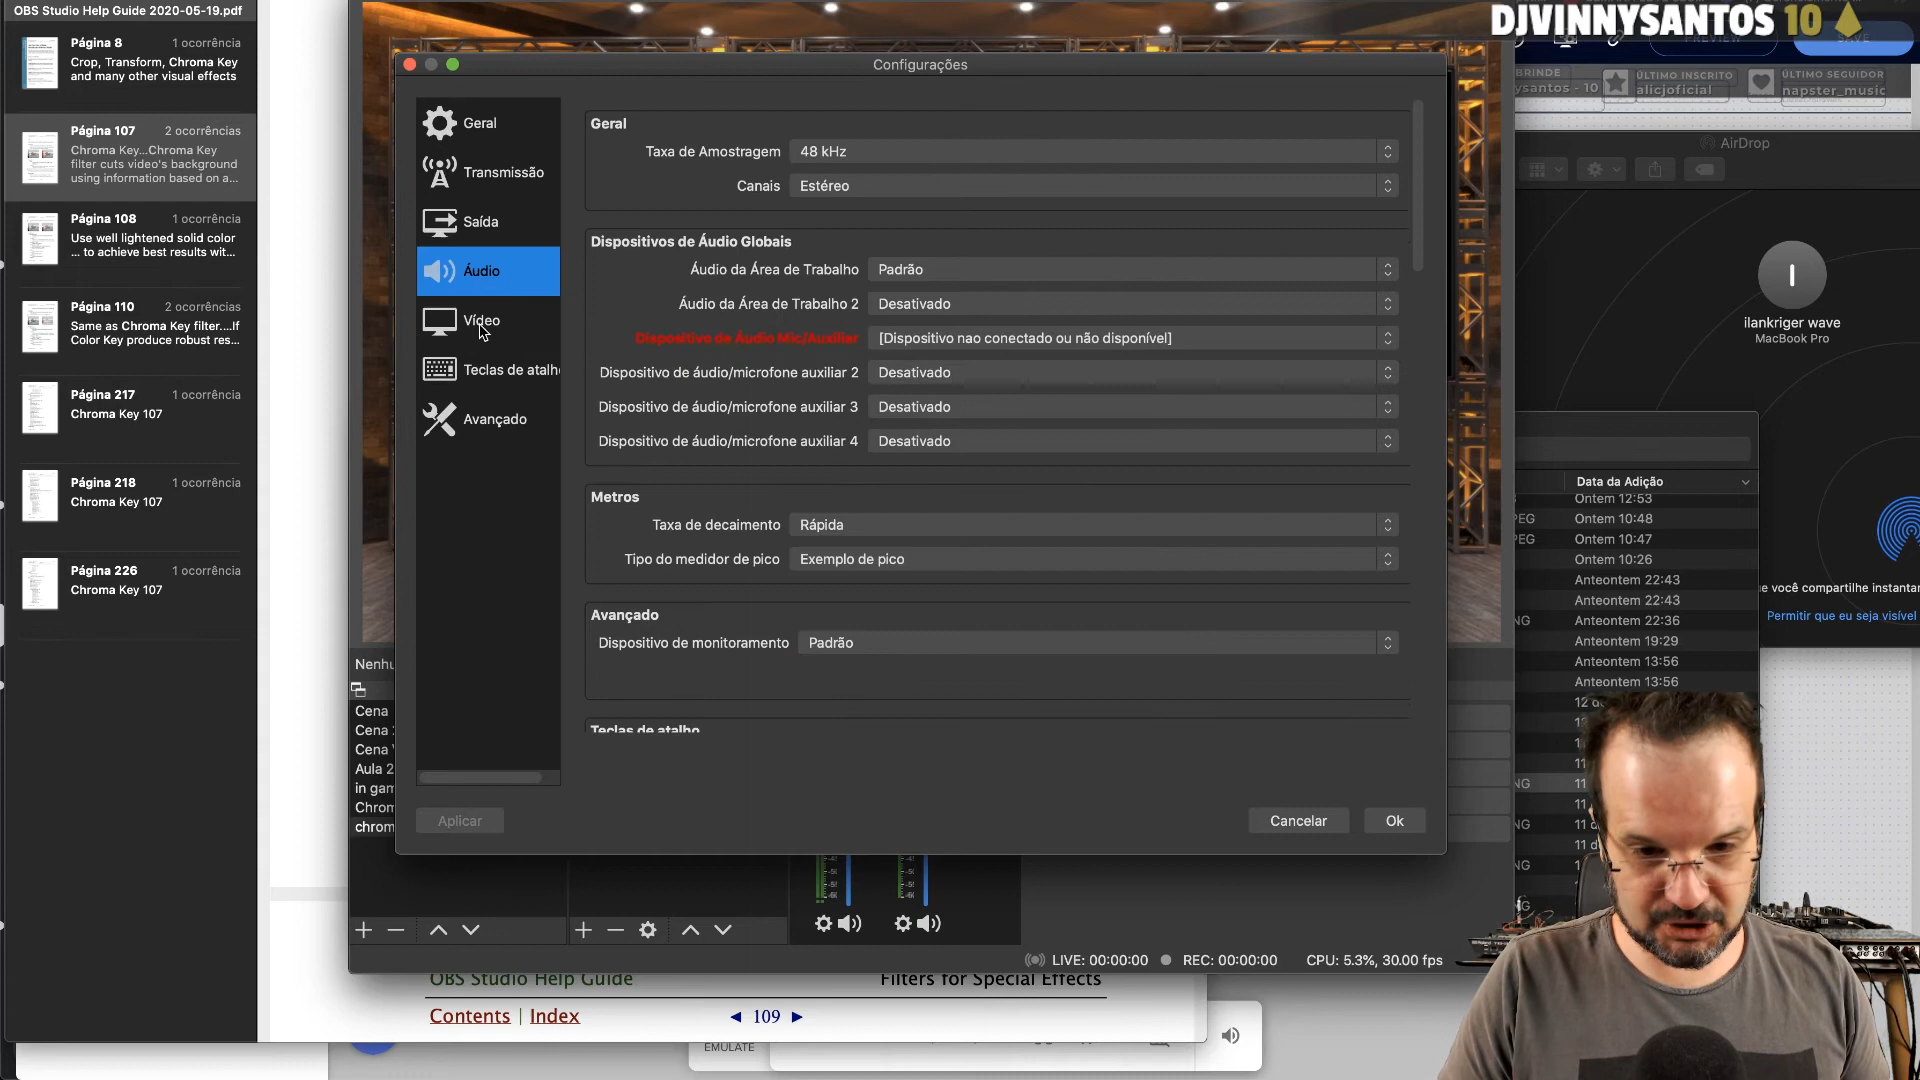 OBS Studio Help Guide 2020-05-19.pdf
Página 8 1 ocorrência
Crop, Transform, Chroma Key
and many other visual effects
Página 107 2 ocorrências
Chroma Key...Chroma Key
filter cuts video's background
using information based on a...
Página 108 1 ocorrência
Use well lightened solid color
... to achieve best results wit...
Página 110 2 ocorrências
Same as Chroma Key filter....If
Color Key produce robust res...
Página 217 1 ocorrência
Chroma Key 107
Página 218 1 ocorrência
Chroma Key 107
Página 226 1 ocorrência
Chroma Key 107
Configurações
Geral
Transmissão
Saída
Áudio
Vídeo
Teclas de atalh
Avançado
Geral
Taxa de Amostragem 48 kHz
Canais Estéreo
Dispositivos de Áudio Globais
Áudio da Área de Trabalho Padrão
Áudio da Área de Trabalho 2 Desativado
Dispositivo de Áudio Mic/Auxiliar [Dispositivo nao conectado ou não disponível]
Dispositivo de áudio/microfone auxiliar 2 Desativado
Dispositivo de áudio/microfone auxiliar 3 Desativado
Dispositivo de áudio/microfone auxiliar 4 Desativado
Metros
Taxa de decaimento Rápida
Tipo do medidor de pico Exemplo de pico
Avançado
Dispositivo de monitoramento Padrão
Teclas de atalho
Aplicar
Cancelar
Ok
Nenhu
Cena
Cena
Cena
Aula 2
in gam
Chrom
chrom
LIVE: 00:00:00 REC: 00:00:00 CPU: 5.3%, 30.00 fps
OBS Studio Help Guide Filters for Special Effects
Contents | Index ◄ 109 ►
EMULATE
DJVINNYSANTOS 10
PREVIEW
SAVE
BRINDE
ysantos - 10
ÚLTIMO INSCRITO
alicjoficial
ÚLTIMO SEGUIDOR
napster_music
AirDrop
I
ilankriger wave
MacBook Pro
Data da Adição
Ontem 12:53
PEG Ontem 10:48
PEG Ontem 10:47
Ontem 10:26
Anteontem 22:43
Anteontem 22:43
NG Anteontem 22:36
Anteontem 19:29
Anteontem 13:56
Anteontem 13:56
e você compartilhe instantar
Permitir que eu seja visível